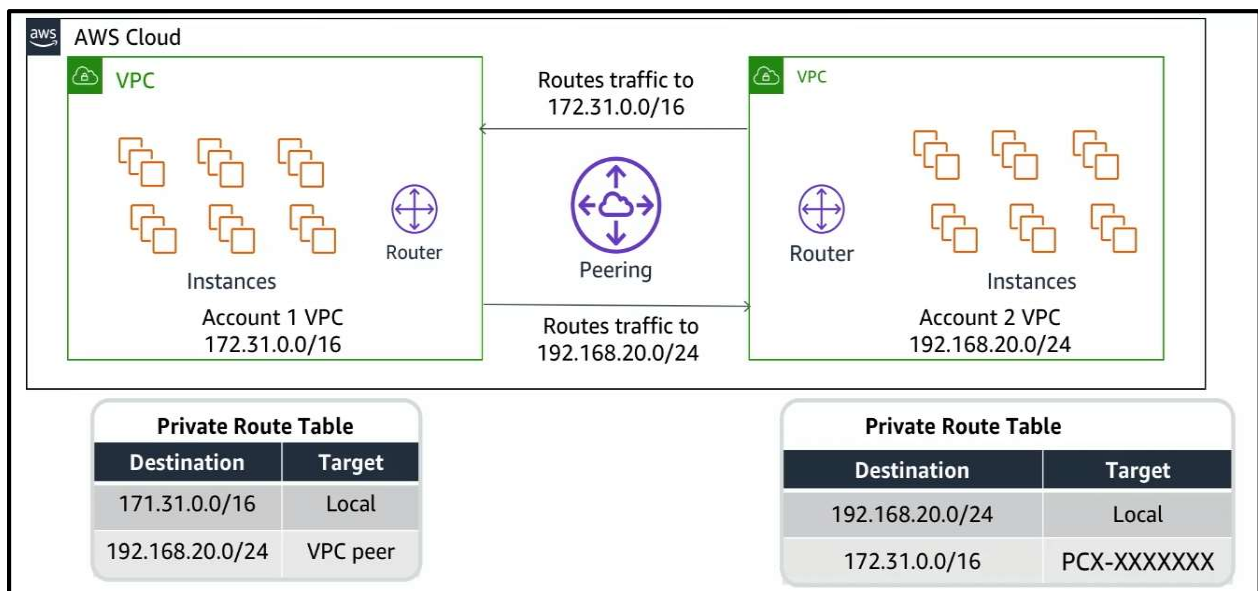 aws
AWS Cloud
VPC
Routes traffic to
172.31.0.0/16
VPC
Router
Peering
Router
Instances
Instances
Account 1 VPC
172.31.0.0/16
Routes traffic to
192.168.20.0/24
Account 2 VPC
192.168.20.0/24
Private Route Table
Destination Target
171.31.0.0/16 Local
192.168.20.0/24 VPC peer
Private Route Table
Destination Target
192.168.20.0/24 Local
172.31.0.0/16 PCX-XXXXXXX